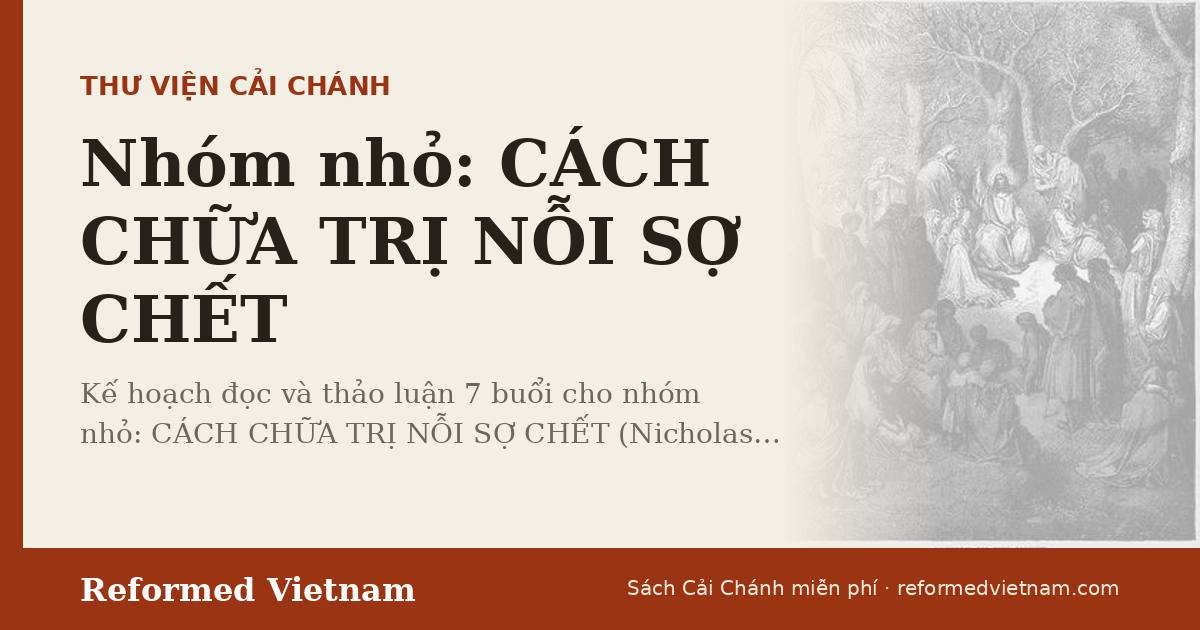 THƯ VIỆN CẢI CHÁNH
Nhóm nhỏ: CÁCH
CHỮA TRỊ NỖI SỢ
CHẾT
Kế hoạch đọc và thảo luận 7 buổi cho nhóm
nhỏ: CÁCH CHỮA TRỊ NỖI SỢ CHẾT (Nicholas...
Reformed Vietnam
Sách Cải Chánh miễn phí · reformedvietnam.com